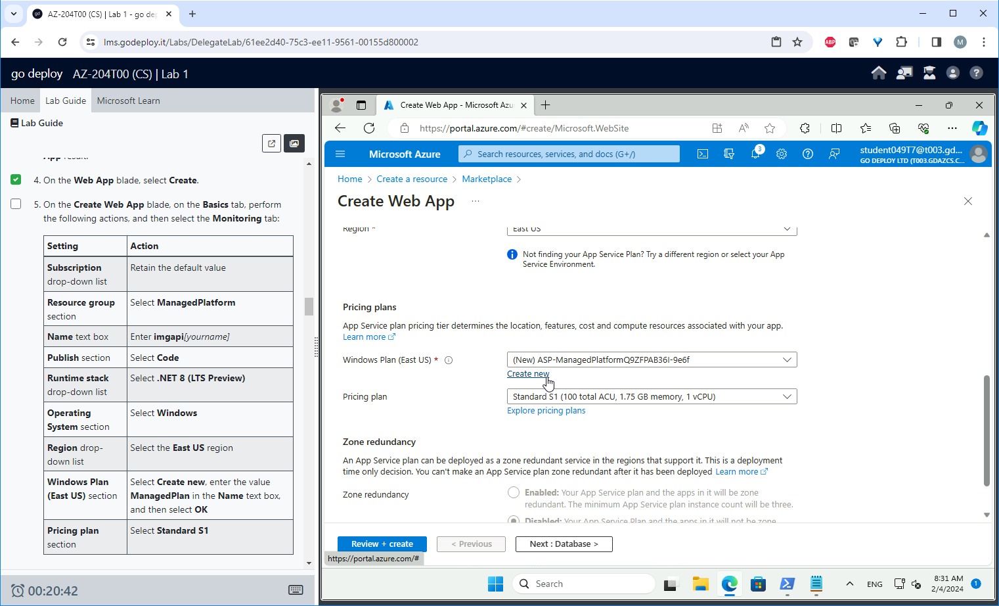 AZ-204T00 (CS) | Lab 1 - go dep
lms.godeploy.it/Labs/DelegateLab/61ee2d40-75c3-ee11-9561-00155d800002
ABP
M
go deploy AZ-204T00 (CS) | Lab 1
Home
Lab Guide
Microsoft Learn
Lab Guide
App result.
4. On the Web App blade, select Create.
5. On the Create Web App blade, on the Basics tab, perform
the following actions, and then select the Monitoring tab:
Setting Action
Subscription
drop-down list
Retain the default value
Resource group
section
Select ManagedPlatform
Name text box
Enter imgapi[yourname]
Publish section
Select Code
Runtime stack
drop-down list
Select .NET 8 (LTS Preview)
Operating
System section
Select Windows
Region drop-
down list
Select the East US region
Windows Plan
(East US) section
Select Create new, enter the value
ManagedPlan in the Name text box,
and then select OK
Pricing plan
section
Select Standard S1
00:20:42
Create Web App - Microsoft Azu
https://portal.azure.com/#create/Microsoft.WebSite
Microsoft Azure
Search resources, services, and docs (G+/)
3
student049T7@t003.gd...
GO DEPLOY LTD (T003.GDAZCS.C...
Home > Create a resource > Marketplace >
Create Web App ...
Region *
East US
Not finding your App Service Plan? Try a different region or select your App
Service Environment.
Pricing plans
App Service plan pricing tier determines the location, features, cost and compute resources associated with your app.
Learn more
Windows Plan (East US) *
(New) ASP-ManagedPlatformQ9ZFPAB36I-9e6f
Create new
Pricing plan
Standard S1 (100 total ACU, 1.75 GB memory, 1 vCPU)
Explore pricing plans
Zone redundancy
An App Service plan can be deployed as a zone redundant service in the regions that support it. This is a deployment
time only decision. You can't make an App Service plan zone redundant after it has been deployed Learn more
Zone redundancy
Enabled: Your App Service plan and the apps in it will be zone
redundant. The minimum App Service plan instance count will be three.
Disabled: Your App Service Plan and the apps in it will not be zone
Review + create
< Previous
Next : Database >
https://portal.azure.com/#
Search
ENG
8:31 AM
2/4/2024
1